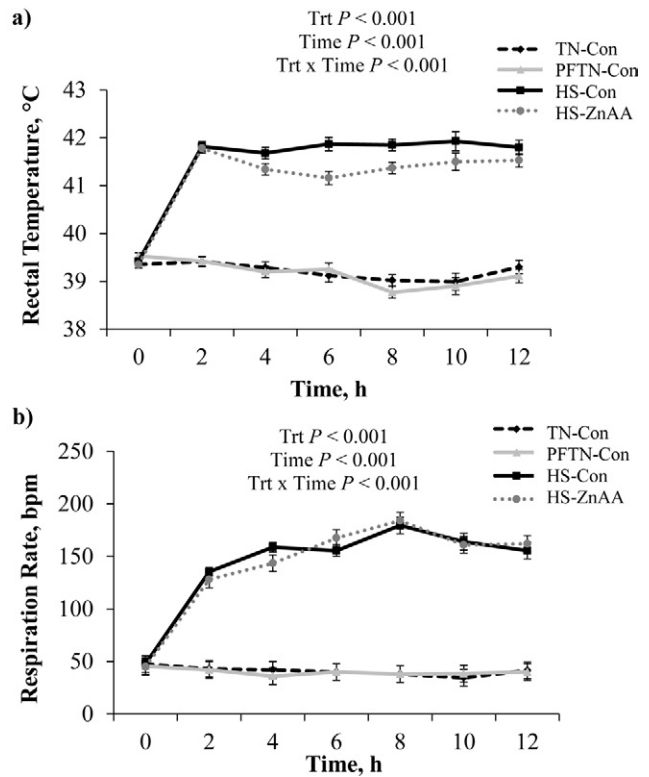 a)
Trt P < 0.001
Time P < 0.001
Trt x Time P < 0.001
TN-Con
PFTN-Con
HS-Con
HS-ZnAA
Rectal Temperature, °C
43
42
41
40
39
38
0 2 4 6 8 10 12
Time, h
b)
Trt P < 0.001
Time P < 0.001
Trt x Time P < 0.001
TN-Con
PFTN-Con
HS-Con
HS-ZnAA
Respiration Rate, bpm
250
200
150
100
50
0
0 2 4 6 8 10 12
Time, h